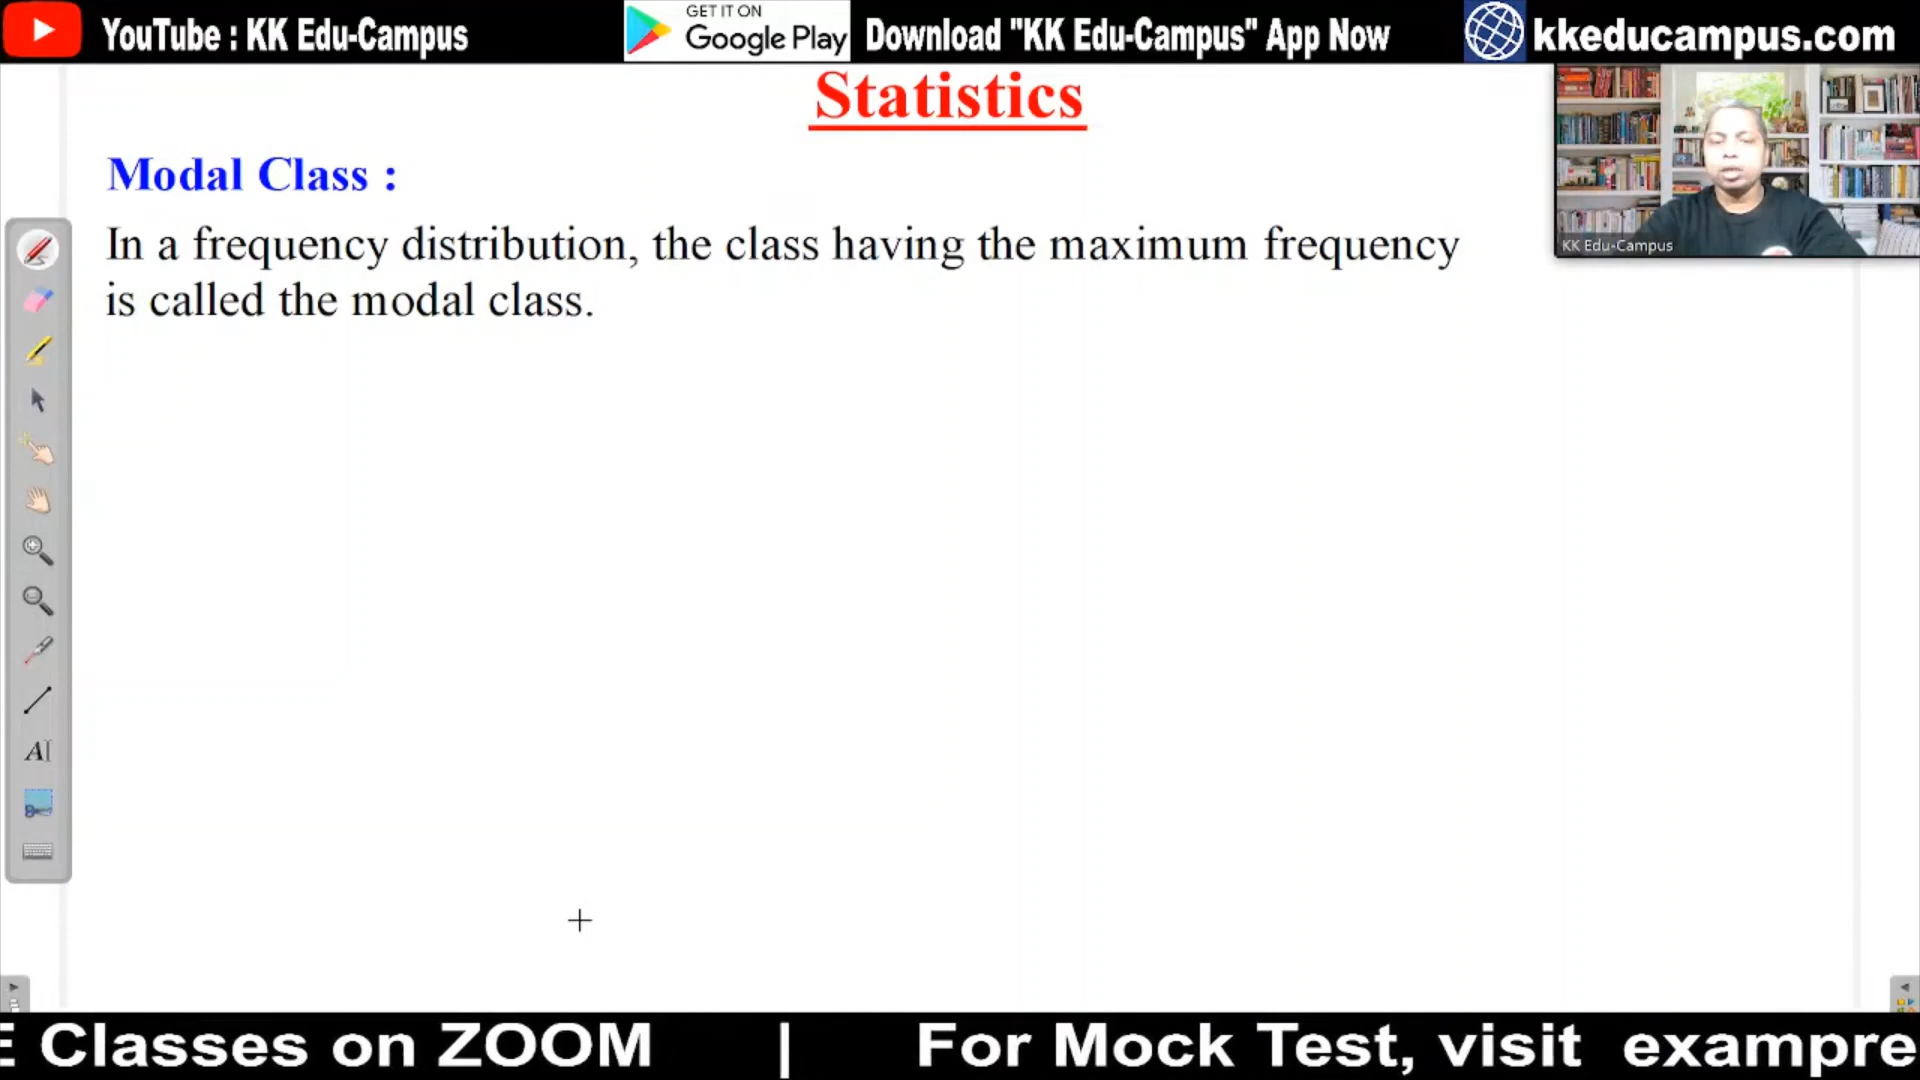 YouTube : KK Edu-Campus
GET IT ON
Google Play
Download "KK Edu-Campus" App Now
kkeducampus.com
Statistics
Modal Class :
In a frequency distribution, the class having the maximum frequency
is called the modal class.
KK Edu-Campus
E Classes on ZOOM | For Mock Test, visit exampre